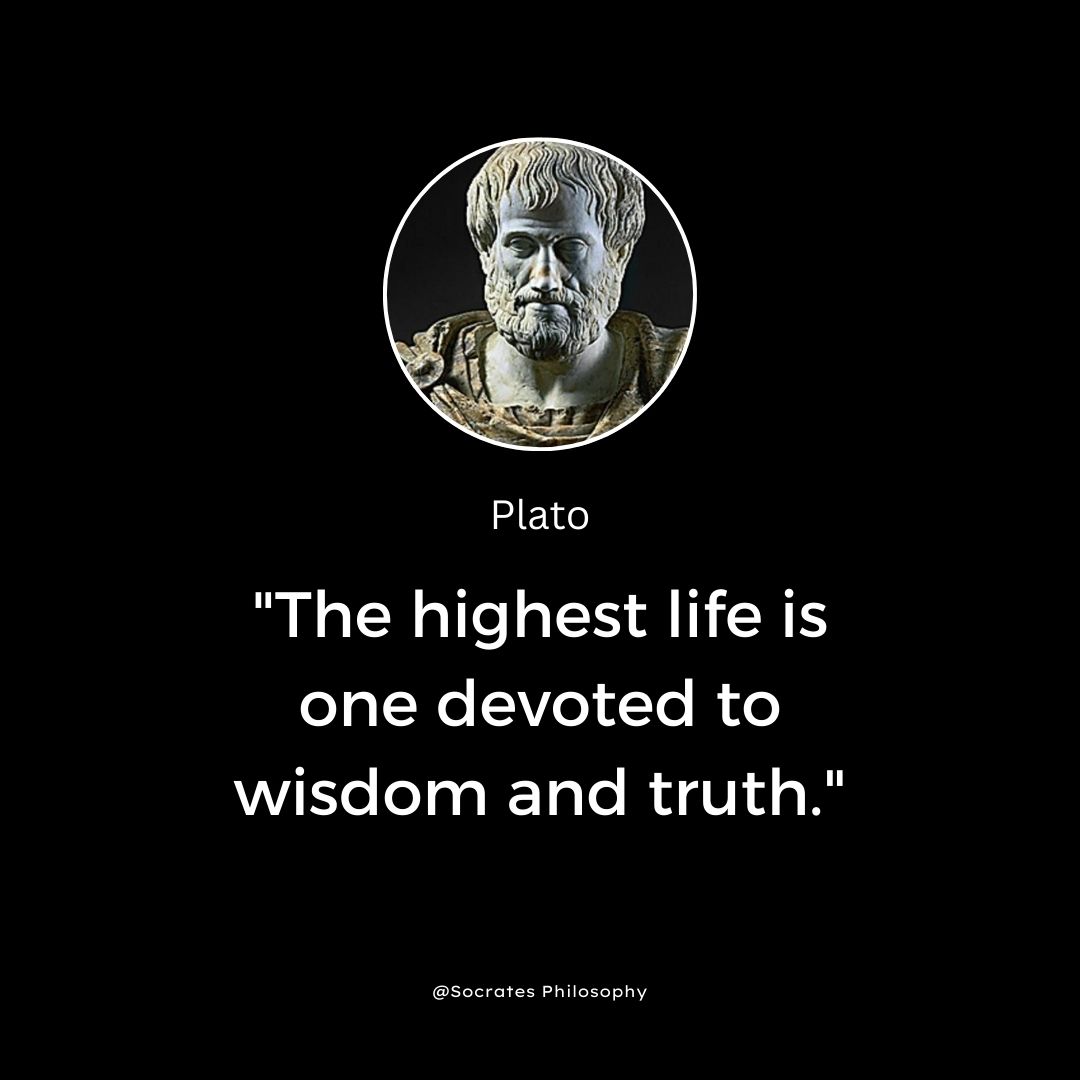 Plato
"The highest life is
one devoted to
wisdom and truth."
@Socrates Philosophy